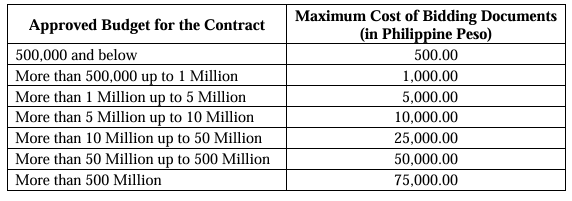 Approved Budget for the Contract
Maximum Cost of Bidding Documents
(in Philippine Peso)
500,000 and below 500.00
More than 500,000 up to 1 Million 1,000.00
More than 1 Million up to 5 Million 5,000.00
More than 5 Million up to 10 Million 10,000.00
More than 10 Million up to 50 Million 25,000.00
More than 50 Million up to 500 Million 50,000.00
More than 500 Million 75,000.00